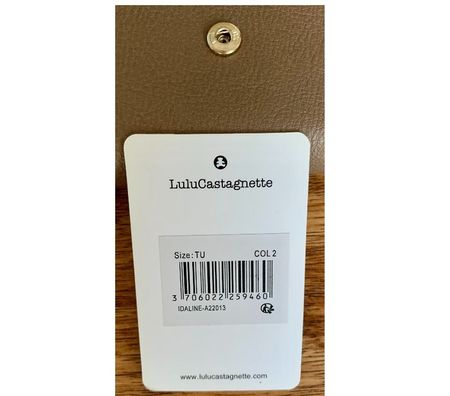 LuluCastagnette
Size: TU COL 2
3 706022 259460
IDALINE-A22013
www.lulucastagnette.com